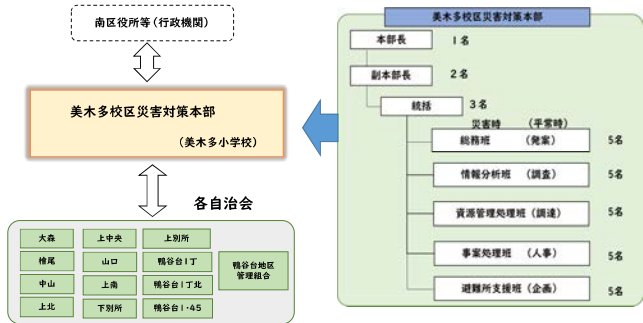 南区役所等(行政機関)
美木多校区災害対策本部
(美木多小学校)
各自治会
大森
上中央
上別所
檜尾
山口
鴨谷台1丁
中山
上南
鴨谷台1丁北
上北
下別所
鴨谷台1・45
鴨谷台地区
管理組合
美木多校区災害対策本部
本部長 1名
副本部長 2名
統括 3名
災害時 (平常時)
総務班 (発案) 5名
情報分析班 (調査) 5名
資源管理処理班 (調達) 5名
事案処理班 (人事) 5名
避難所支援班 (企画) 5名